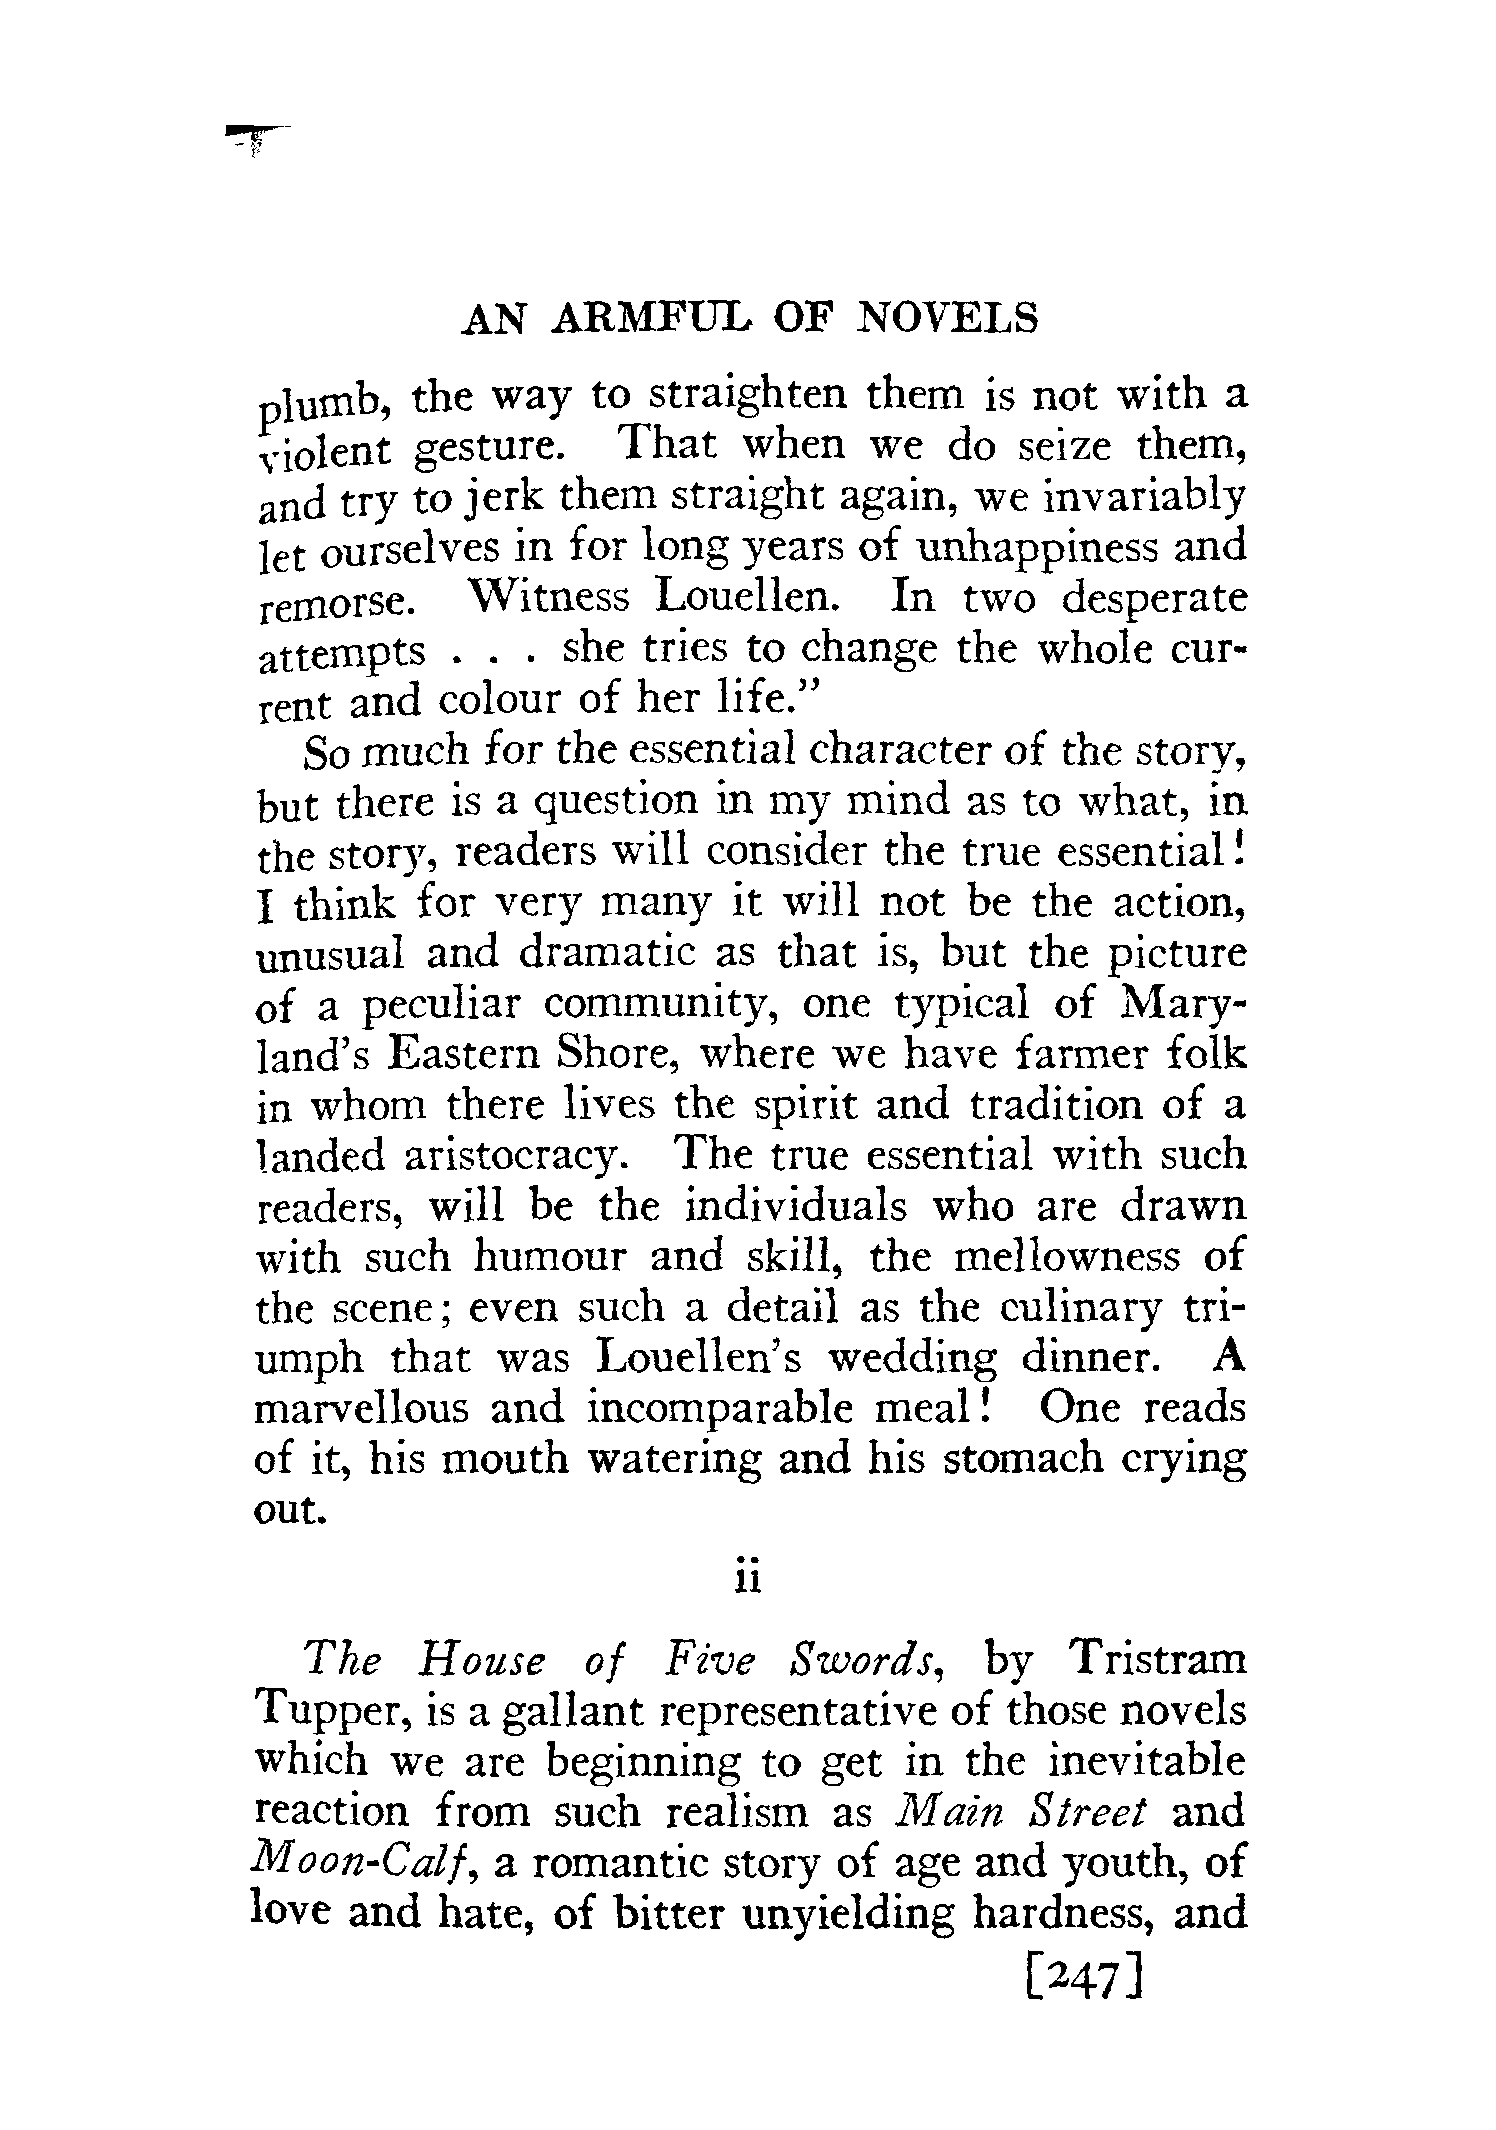 AN ARMFUL OF NOVELS
plumb, the way to straighten them is not with a
violent gesture. That when we do seize them,
and try to jerk them straight again, we invariably
let ourselves in for long years of unhappiness and
remorse. Witness Louellen. In two desperate
attempts . . . she tries to change the whole cur-
rent and colour of her life.”
So much for the essential character of the story,
but there is a question in my mind as to what, in
the story, readers will consider the true essential!
I think for very many it will not be the action,
unusual and dramatic as that is, but the picture
of a peculiar community, one typical of Mary-
land's Eastern Shore, where we have farmer folk
in whom there lives the spirit and tradition of a
landed aristocracy. The true essential with such
readers, will be the individuals who are drawn
with such humour and skill, the mellowness of
the scene; even such a detail as the culinary tri-
umph that was Louellen's wedding dinner. A
marvellous and incomparable meal! One reads
of it, his mouth watering and his stomach crying
out.
ii
The House of Five Swords, by Tristram
Tupper, is a gallant representative of those novels
which we are beginning to get in the inevitable
reaction from such realism as Main Street and
Moon-Calf, a romantic story of age and youth, of
love and hate, of bitter unyielding hardness, and
[247]